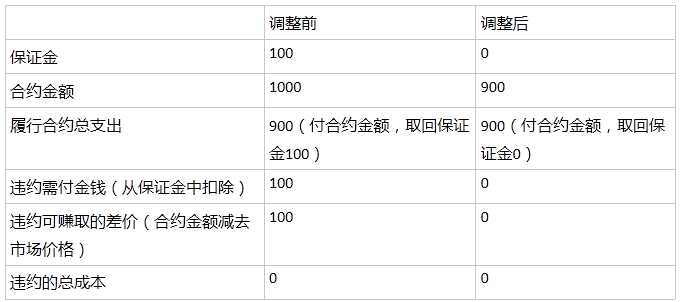 调整前 调整后
保证金 100 0
合约金额 1000 900
履行合约总支出 900（付合约金额，取回保 900（付合约金额，取回保
证金100） 证金0）
违约需付金钱（从保证金中扣除） 100 0
违约可赚取的差价（合约金额减去 100 0
市场价格）
违约的总成本 0 0